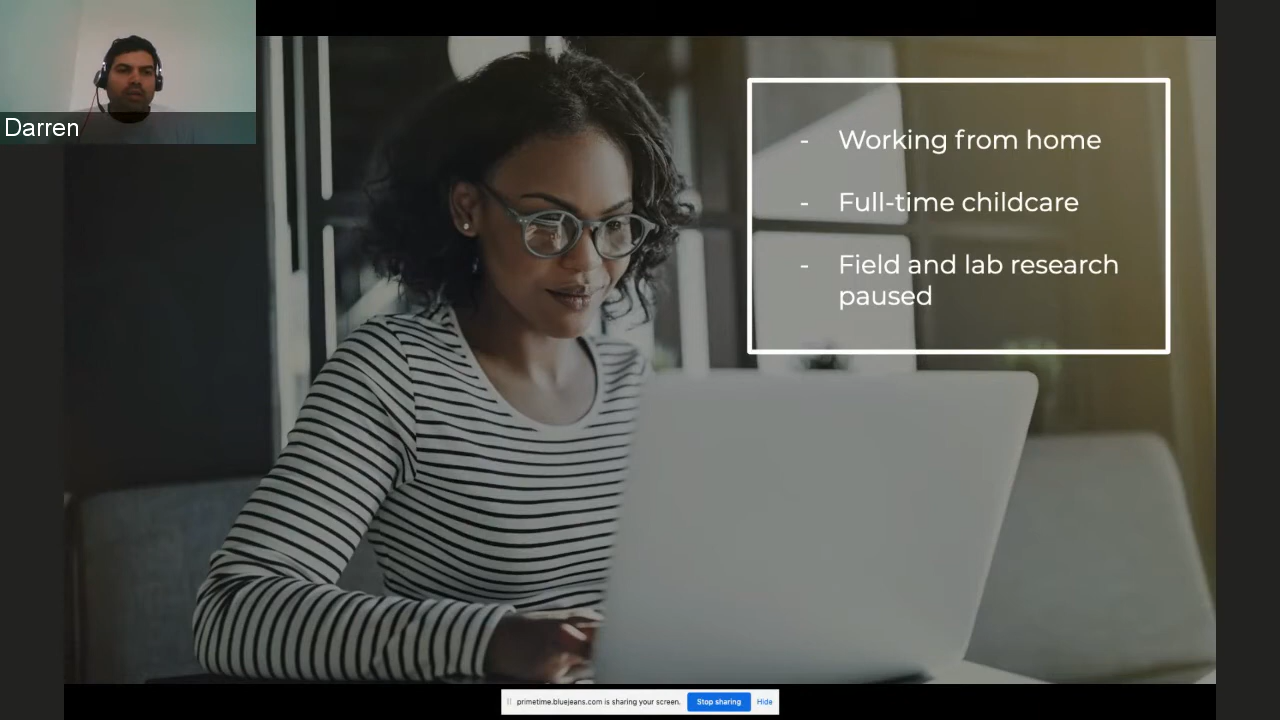 Darren
- Working from home
- Full-time childcare
- Field and lab research
paused
primetime.bluejeans.com is sharing your screen. Stop sharing Hide